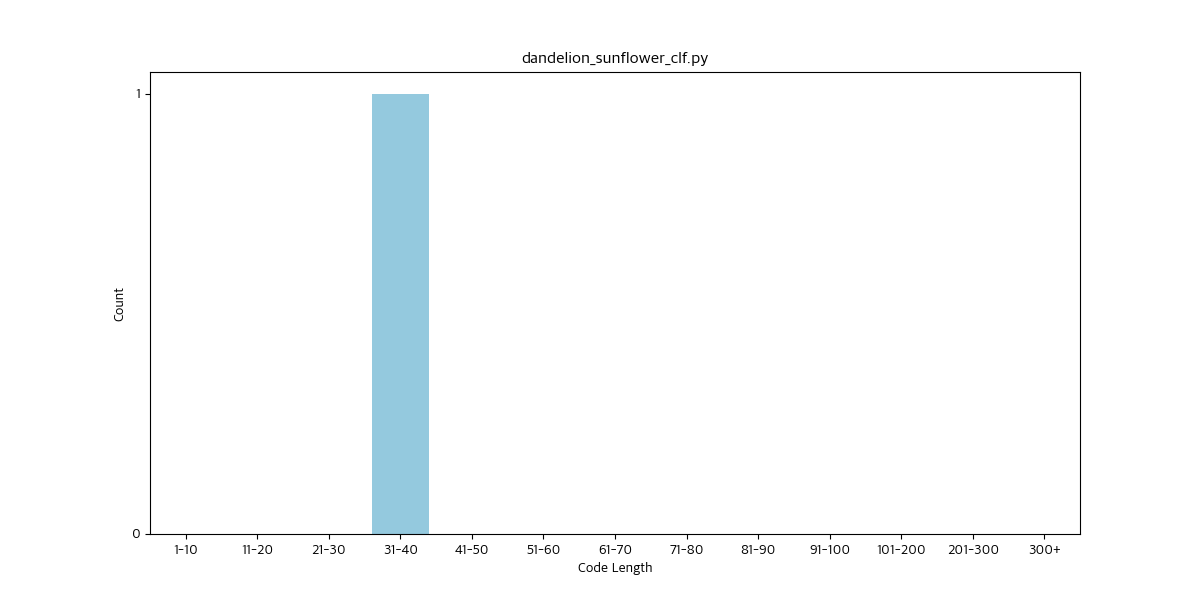 dandelion_sunflower_clf.py
1
Count
0
1-10 11-20 21-30 31-40 41-50 51-60 61-70 71-80 81-90 91-100 101-200 201-300 300+
Code Length